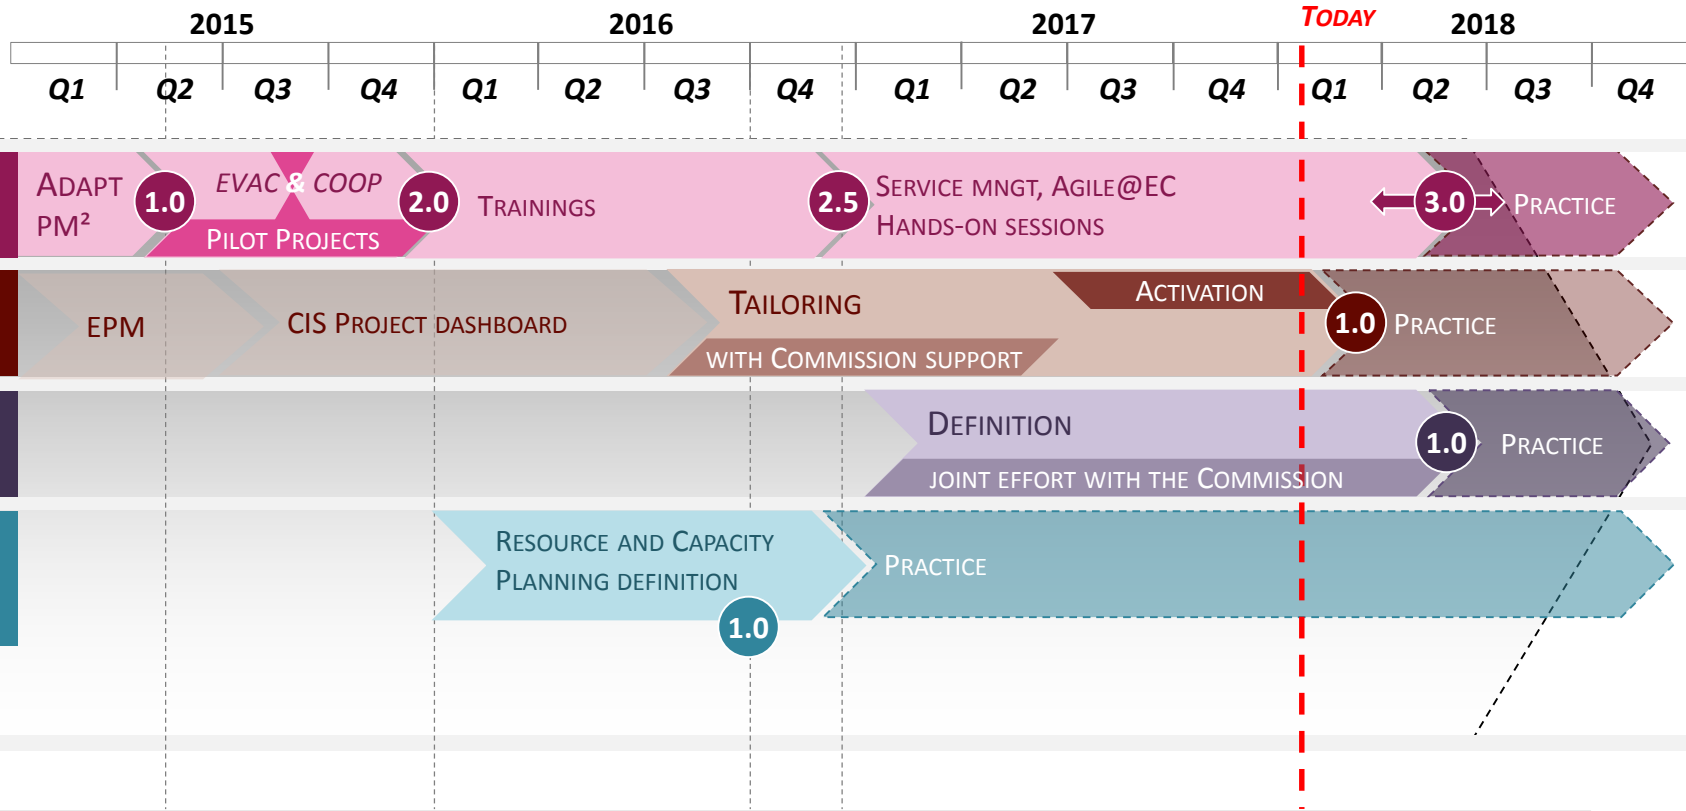 2015 2016 2017 TODAY 2018
Q1 Q2 Q3 Q4 Q1 Q2 Q3 Q4 Q1 Q2 Q3 Q4 Q1 Q2 Q3 Q4
ADAPT
PM²
1.0
EVAC & COOP
PILOT PROJECTS
2.0
TRAININGS
2.5
SERVICE MNGT, AGILE@EC
HANDS-ON SESSIONS
3.0
PRACTICE
EPM
CIS PROJECT DASHBOARD
TAILORING
WITH COMMISSION SUPPORT
ACTIVATION
1.0
PRACTICE
DEFINITION
JOINT EFFORT WITH THE COMMISSION
1.0
PRACTICE
RESOURCE AND CAPACITY
PLANNING DEFINITION
1.0
PRACTICE